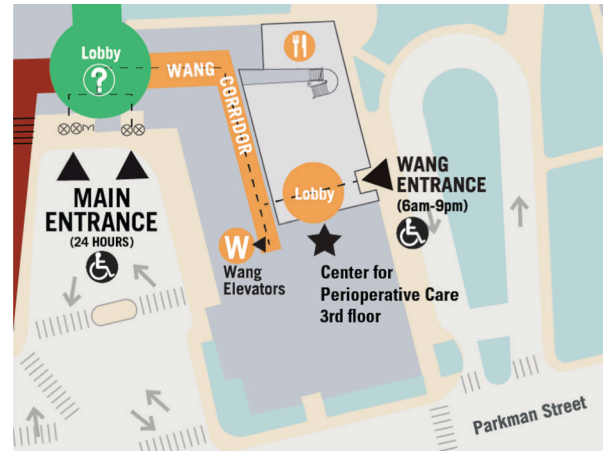 Lobby
?
WANG
CORRIDOR
MAIN
ENTRANCE
(24 HOURS)
Lobby
WANG
ENTRANCE
(6am-9pm)
W
Wang
Elevators
Center for
Perioperative Care
3rd floor
Parkman Street